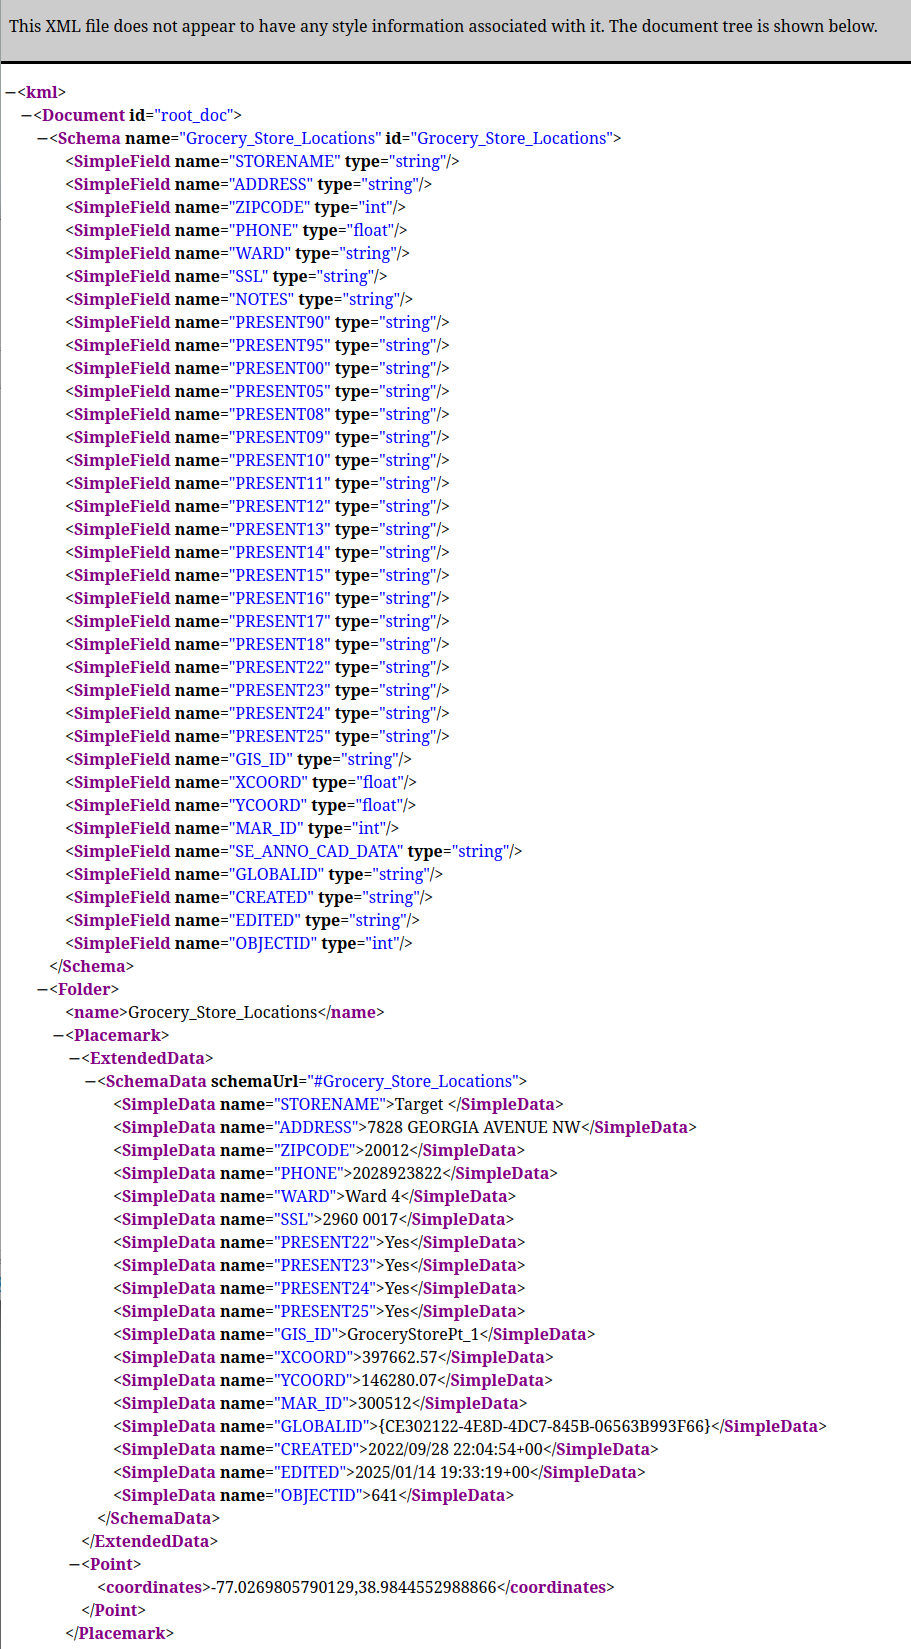 This XML file does not appear to have any style information associated with it. The document tree is shown below.
−<kml>
−<Document id="root_doc">
−<Schema name="Grocery_Store_Locations" id="Grocery_Store_Locations">
<SimpleField name="STORENAME" type="string"/>
<SimpleField name="ADDRESS" type="string"/>
<SimpleField name="ZIPCODE" type="int"/>
<SimpleField name="PHONE" type="float"/>
<SimpleField name="WARD" type="string"/>
<SimpleField name="SSL" type="string"/>
<SimpleField name="NOTES" type="string"/>
<SimpleField name="PRESENT90" type="string"/>
<SimpleField name="PRESENT95" type="string"/>
<SimpleField name="PRESENT00" type="string"/>
<SimpleField name="PRESENT05" type="string"/>
<SimpleField name="PRESENT08" type="string"/>
<SimpleField name="PRESENT09" type="string"/>
<SimpleField name="PRESENT10" type="string"/>
<SimpleField name="PRESENT11" type="string"/>
<SimpleField name="PRESENT12" type="string"/>
<SimpleField name="PRESENT13" type="string"/>
<SimpleField name="PRESENT14" type="string"/>
<SimpleField name="PRESENT15" type="string"/>
<SimpleField name="PRESENT16" type="string"/>
<SimpleField name="PRESENT17" type="string"/>
<SimpleField name="PRESENT18" type="string"/>
<SimpleField name="PRESENT22" type="string"/>
<SimpleField name="PRESENT23" type="string"/>
<SimpleField name="PRESENT24" type="string"/>
<SimpleField name="PRESENT25" type="string"/>
<SimpleField name="GIS_ID" type="string"/>
<SimpleField name="XCOORD" type="float"/>
<SimpleField name="YCOORD" type="float"/>
<SimpleField name="MAR_ID" type="int"/>
<SimpleField name="SE_ANNO_CAD_DATA" type="string"/>
<SimpleField name="GLOBALID" type="string"/>
<SimpleField name="CREATED" type="string"/>
<SimpleField name="EDITED" type="string"/>
<SimpleField name="OBJECTID" type="int"/>
</Schema>
−<Folder>
<name>Grocery_Store_Locations</name>
−<Placemark>
−<ExtendedData>
−<SchemaData schemaUrl="#Grocery_Store_Locations">
<SimpleData name="STORENAME">Target </SimpleData>
<SimpleData name="ADDRESS">7828 GEORGIA AVENUE NW</SimpleData>
<SimpleData name="ZIPCODE">20012</SimpleData>
<SimpleData name="PHONE">2028923822</SimpleData>
<SimpleData name="WARD">Ward 4</SimpleData>
<SimpleData name="SSL">2960 0017</SimpleData>
<SimpleData name="PRESENT22">Yes</SimpleData>
<SimpleData name="PRESENT23">Yes</SimpleData>
<SimpleData name="PRESENT24">Yes</SimpleData>
<SimpleData name="PRESENT25">Yes</SimpleData>
<SimpleData name="GIS_ID">GroceryStorePt_1</SimpleData>
<SimpleData name="XCOORD">397662.57</SimpleData>
<SimpleData name="YCOORD">146280.07</SimpleData>
<SimpleData name="MAR_ID">300512</SimpleData>
<SimpleData name="GLOBALID">{CE302122-4E8D-4DC7-845B-06563B993F66}</SimpleData>
<SimpleData name="CREATED">2022/09/28 22:04:54+00</SimpleData>
<SimpleData name="EDITED">2025/01/14 19:33:19+00</SimpleData>
<SimpleData name="OBJECTID">641</SimpleData>
</SchemaData>
</ExtendedData>
−<Point>
<coordinates>-77.0269805790129,38.9844552988866</coordinates>
</Point>
</Placemark>